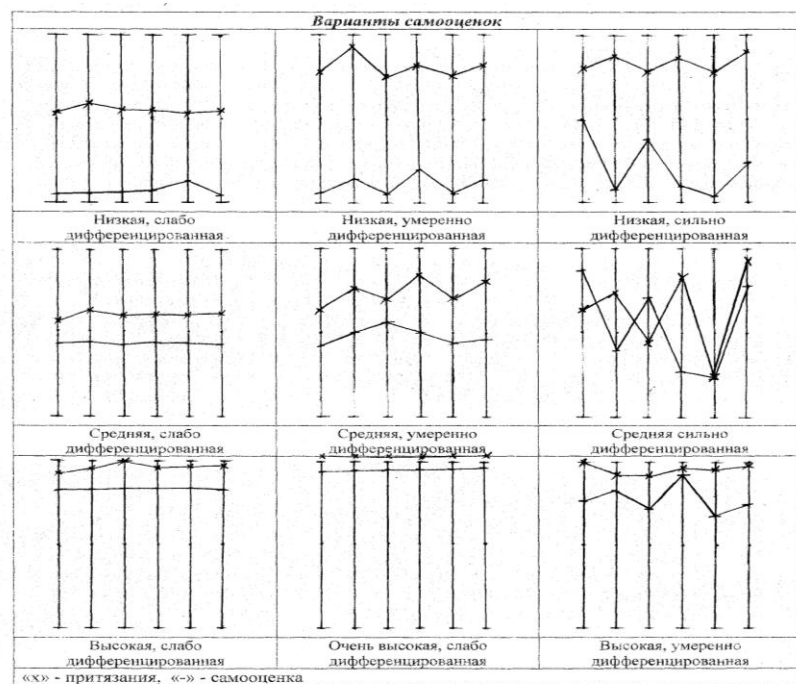 Варианты самооценок
Низкая, слабо
дифференцированная
Низкая, умеренно
дифференцированная
Низкая, сильно
дифференцированная
Средняя, слабо
дифференцированная
Средняя, умеренно
дифференцированная
Средняя сильно
дифференцированная
Высокая, слабо
дифференцированная
Очень высокая, слабо
дифференцированная
Высокая, умеренно
дифференцированная
«х» - притязания, «-» - самооценка